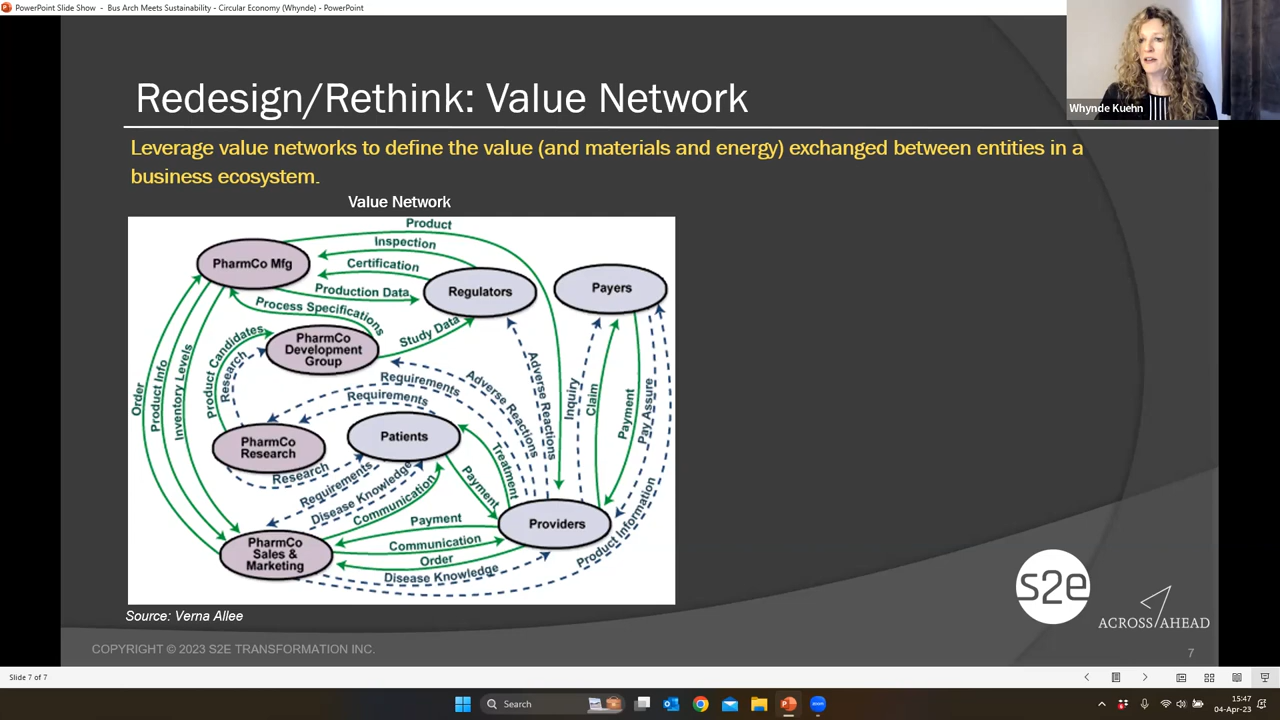 PowerPoint Slide Show - Bus Arch Meets Sustainability - Circular Economy (Whynde) - PowerPoint
Whynde Kuehn
Redesign/Rethink: Value Network
Leverage value networks to define the value (and materials and energy) exchanged between entities in a
business ecosystem.
Value Network
Product
Inspection
PharmCo Mfg
Certification
Production Data
Regulators
Payers
Process Specifications
Study Data
PharmCo
Development
Group
Product Candidates
Research
Order
Product Info
Inventory Levels
Requirements
Requirements
Adverse Reactions
Adverse Reactions
Inquiry
Claim
Payment
Pay Assure
Patients
PharmCo
Research
Research
Requirements
Disease Knowledge
Communication
Treatment
Payment
Providers
Product Information
Payment
Communication
Order
Disease Knowledge
PharmCo
Sales &
Marketing
Source: Verna Allee
s2e
ACROSS/AHEAD
COPYRIGHT © 2023 S2E TRANSFORMATION INC.
7
Slide 7 of 7
Search
zoom
15:47
04-Apr-23